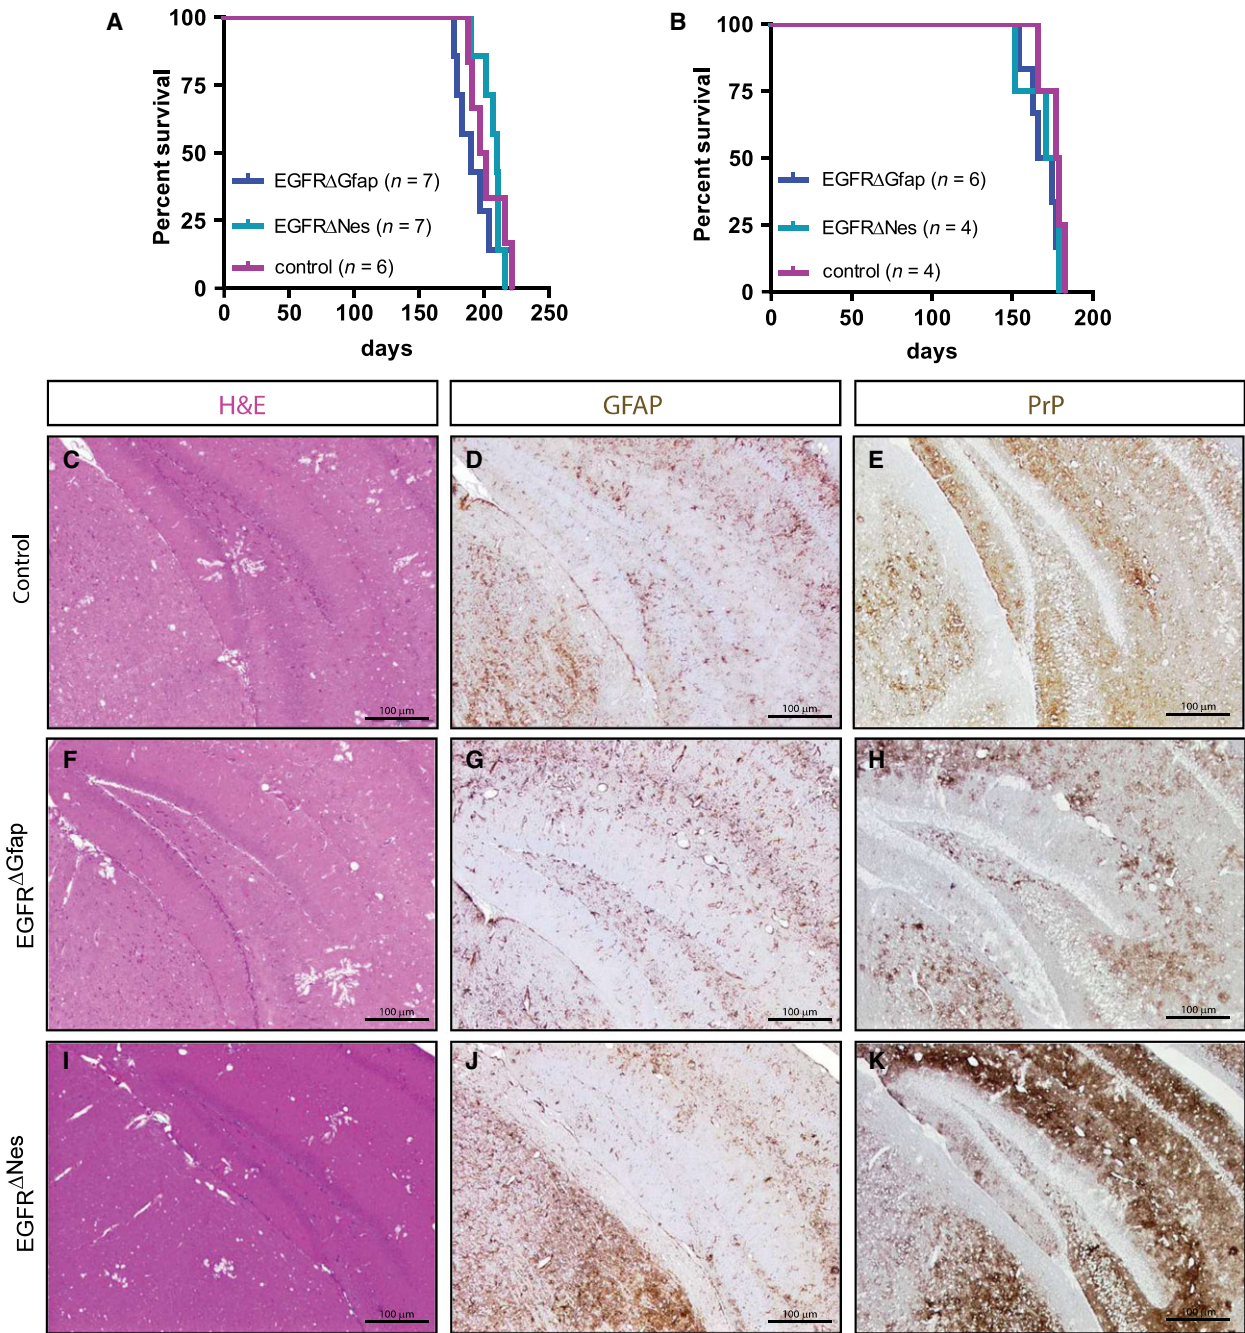 A
Percent survival
100
75
50
25
0
EGFRΔGfap (n = 7)
EGFRΔNes (n = 7)
control (n = 6)
0 50 100 150 200 250
days
B
Percent survival
100
75
50
25
0
EGFRΔGfap (n = 6)
EGFRΔNes (n = 4)
control (n = 4)
0 50 100 150 200
days
H&E
GFAP
PrP
Control
C
100 µm
D
100 µm
E
100 µm
EGFRΔGfap
F
100 µm
G
100 µm
H
100 µm
EGFRΔNes
I
100 µm
J
100 µm
K
100 µm